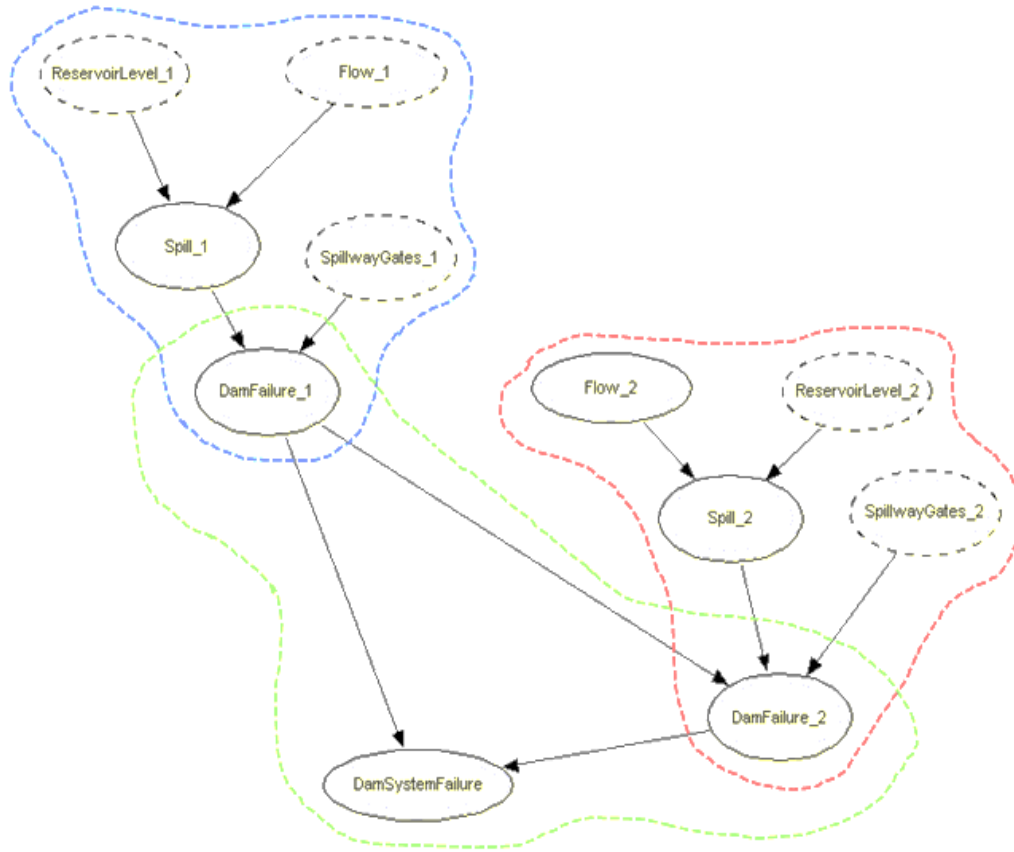 ReservoirLevel_1
Flow_1
Spill_1
SpillwayGates_1
DamFailure_1
Flow_2
ReservoirLevel_2
Spill_2
SpillwayGates_2
DamFailure_2
DamSystemFailure